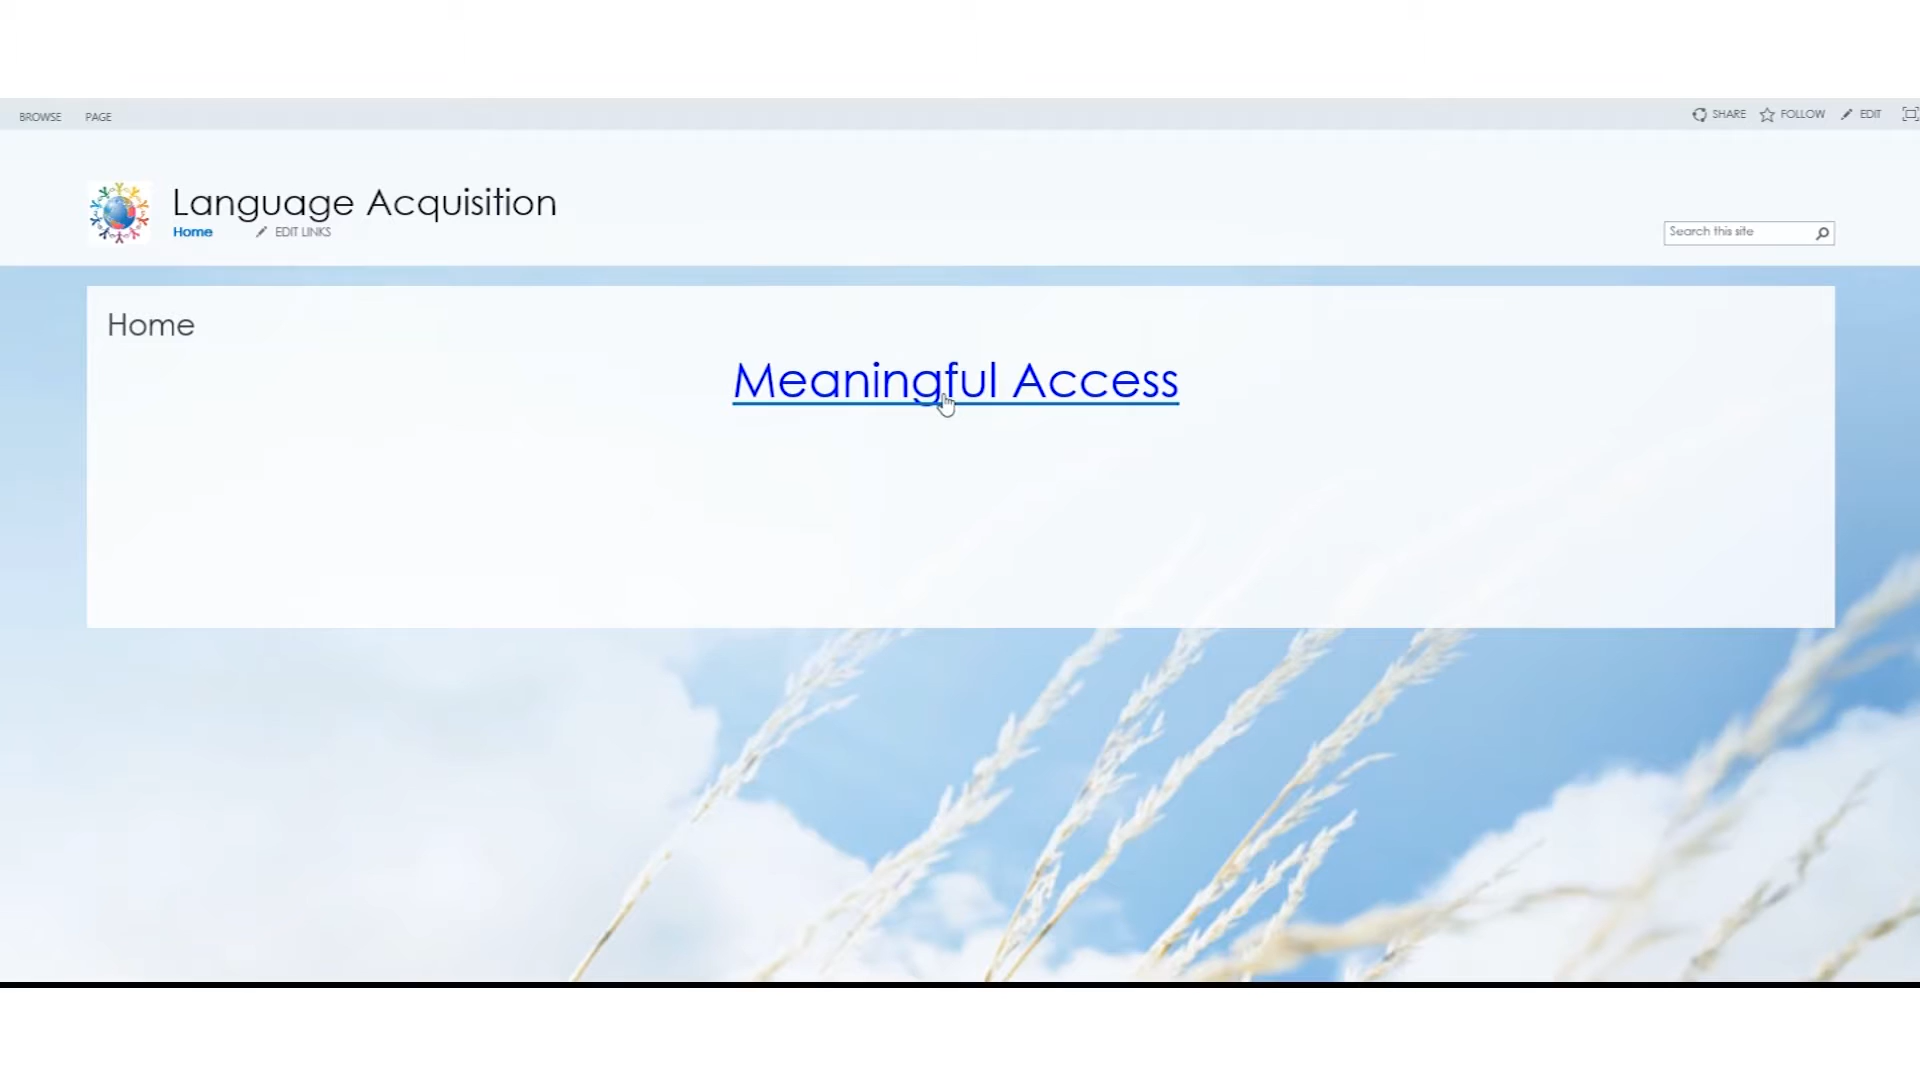 BROWSE PAGE
SHARE FOLLOW EDIT
Language Acquisition
Home EDIT LINKS
Search this site
Home
Meaningful Access